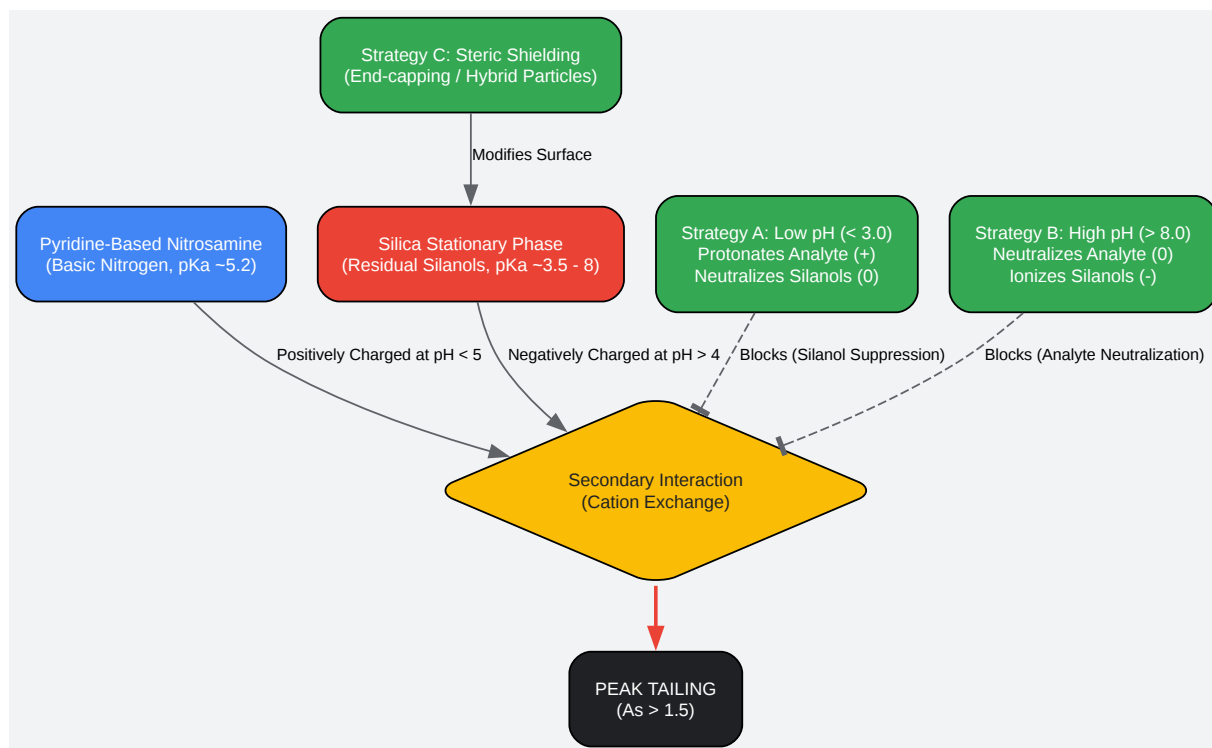 Strategy C: Steric Shielding
(End-capping / Hybrid Particles)
Modifies Surface
Pyridine-Based Nitrosamine
(Basic Nitrogen, pKa ~5.2)
Silica Stationary Phase
(Residual Silanols, pKa ~3.5 - 8)
Strategy A: Low pH (< 3.0)
Protonates Analyte (+)
Neutralizes Silanols (0)
Strategy B: High pH (> 8.0)
Neutralizes Analyte (0)
Ionizes Silanols (-)
Positively Charged at pH < 5
Negatively Charged at pH > 4
Blocks (Silanol Suppression)
Blocks (Analyte Neutralization)
Secondary Interaction
(Cation Exchange)
PEAK TAILING
(As > 1.5)